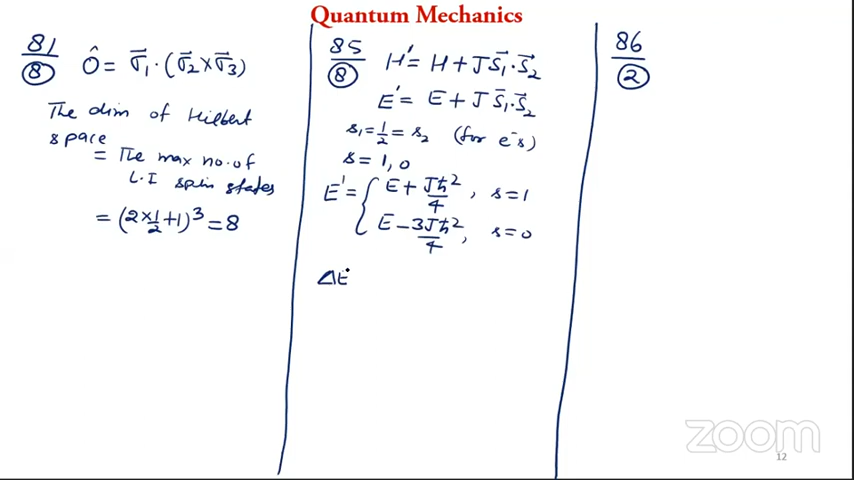 Quantum Mechanics
81
8
Ô = σ⃗₁ · (σ⃗₂ × σ⃗₃)
The dim of Hilbert
space
= The max no. of
L.I spin states
= (2×1/2+1)³ = 8
85
8
H' = H + J S⃗₁ · S⃗₂
E' = E + J S⃗₁ · S⃗₂
s₁ = 1/2 = s₂ (for e⁻s)
s = 1, 0
E' = { E + Jℏ²/4 , s = 1
E − 3Jℏ²/4 , s = 0
ΔE
86
2
zoom
12